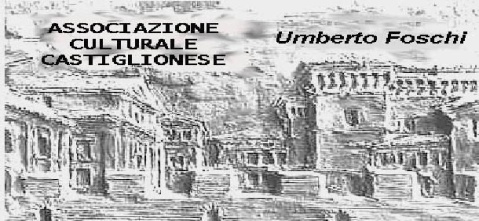 ASSOCIAZIONE
CULTURALE
CASTIGLIONESE
Umberto Foschi